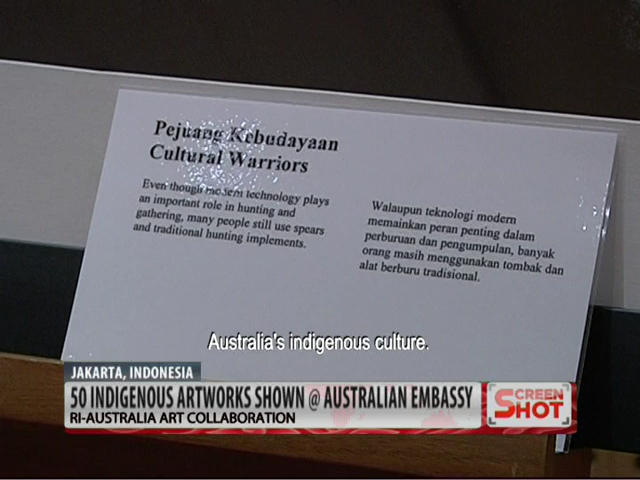 Pejuang Kebudayaan
Cultural Warriors
Even though modern technology plays
an important role in hunting and
gathering, many people still use spears
and traditional hunting implements.
Walaupun teknologi modern
memainkan peran penting dalam
perburuan dan pengumpulan, banyak
orang masih menggunakan tombak dan
alat berburu tradisional.
Australia's indigenous culture.
JAKARTA, INDONESIA
50 INDIGENOUS ARTWORKS SHOWN @ AUSTRALIAN EMBASSY
RI-AUSTRALIA ART COLLABORATION
SCREEN
SHOT